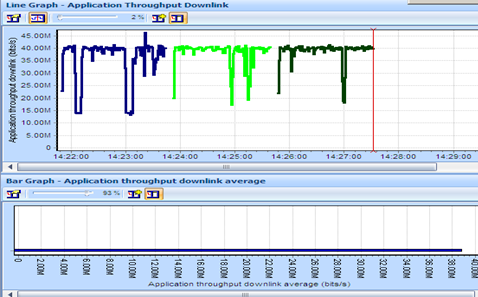 Line Graph - Application Throughput Downlink
2 %
Application throughput downlink (bits/s)
45.00M
40.00M
35.00M
30.00M
25.00M
20.00M
15.00M
10.00M
5.00M
0
14:22:00 14:23:00 14:24:00 14:25:00 14:26:00 14:27:00 14:28:00 14:29:00
Bar Graph - Application throughput downlink average
93 %
0 2.00M 4.00M 6.00M 8.00M 10.00M 12.00M 14.00M 16.00M 18.00M 20.00M 22.00M 24.00M 26.00M 28.00M 30.00M 32.00M 34.00M 36.00M 38.00M 40.00M
Application throughput downlink average (bits/s)